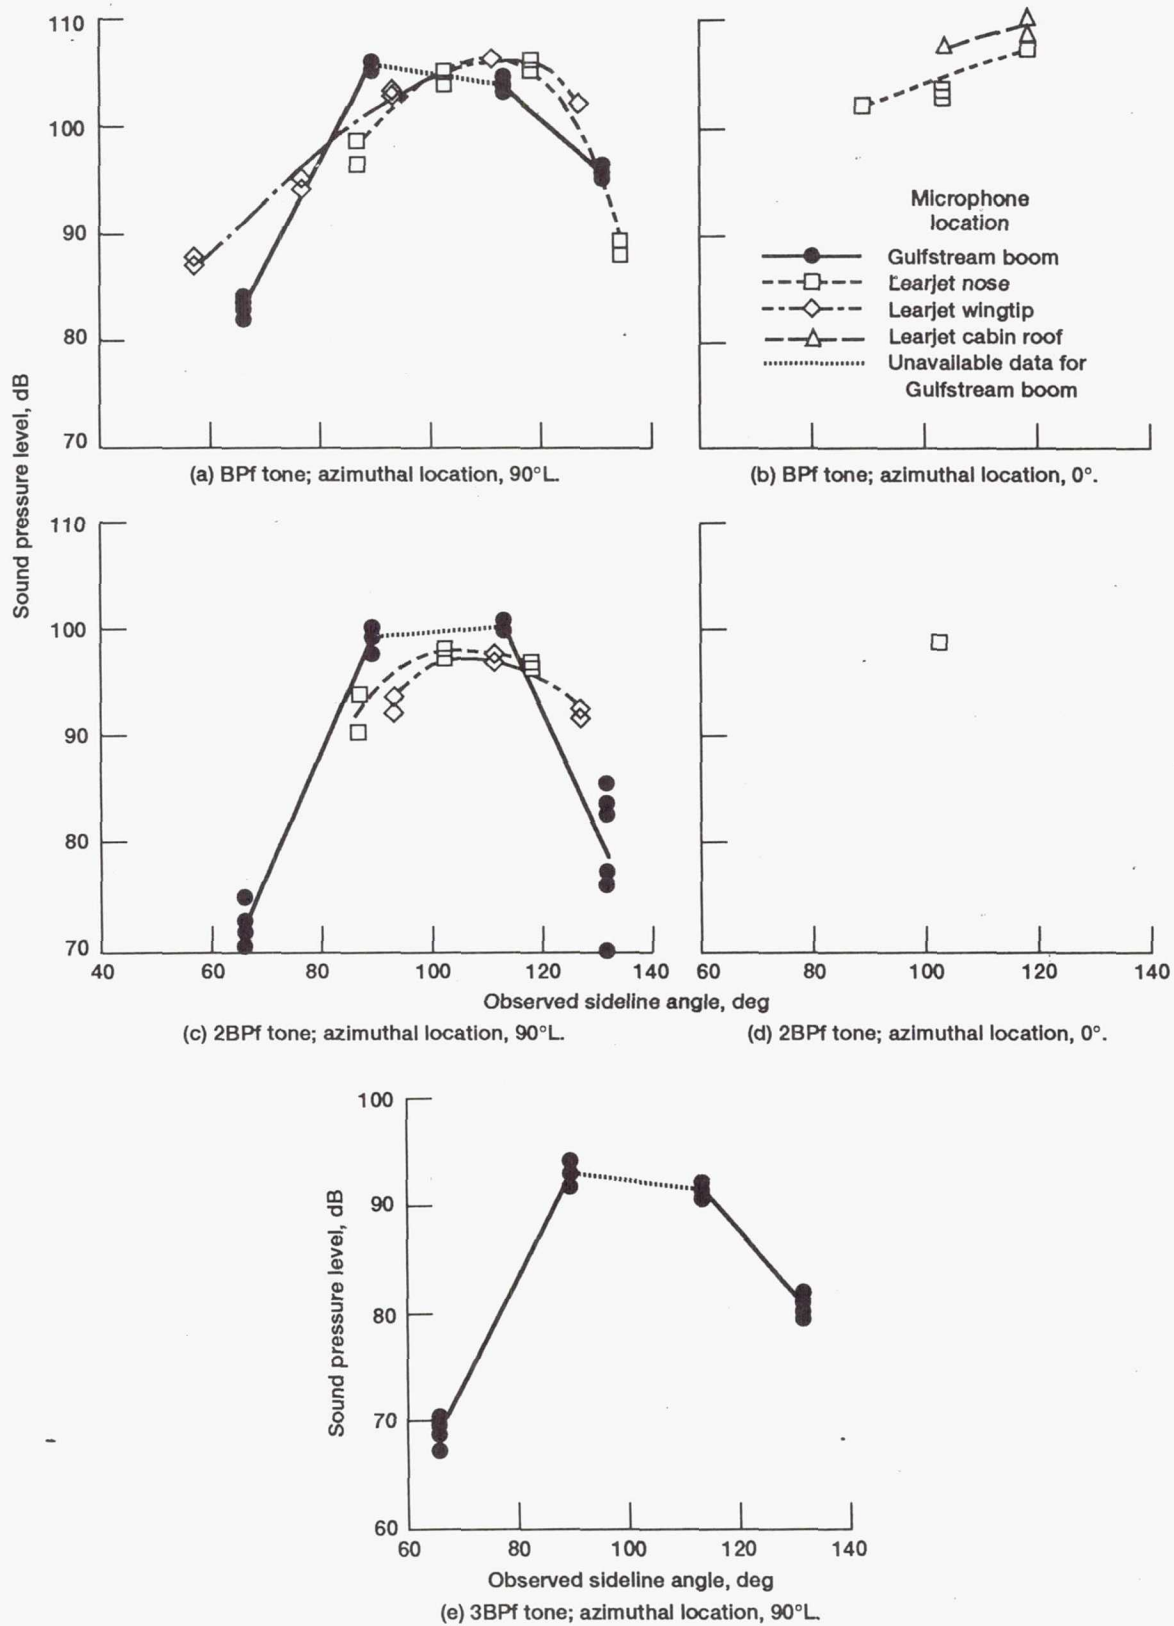 110
100
90
80
70
Sound pressure level, dB
(a) BPf tone; azimuthal location, 90°L.
Microphone
location
Gulfstream boom
Learjet nose
Learjet wingtip
Learjet cabin roof
Unavailable data for
Gulfstream boom
(b) BPf tone; azimuthal location, 0°.
110
100
90
80
70
40 60 80 100 120 140
60 80 100 120 140
Observed sideline angle, deg
(c) 2BPf tone; azimuthal location, 90°L.
(d) 2BPf tone; azimuthal location, 0°.
100
90
80
70
60
Sound pressure level, dB
60 80 100 120 140
Observed sideline angle, deg
(e) 3BPf tone; azimuthal location, 90°L.